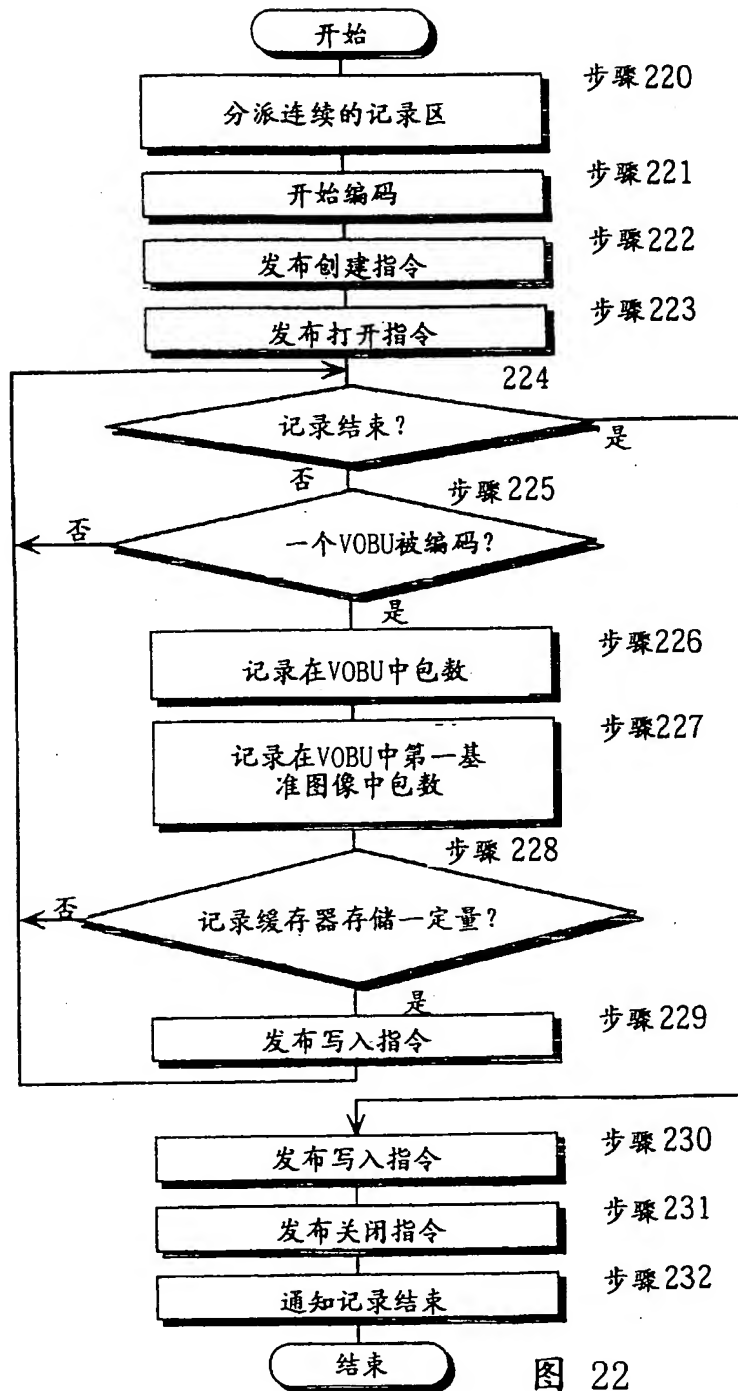 开始
步骤220
分派连续的记录区
步骤221
开始编码
步骤222
发布创建指令
步骤223
发布打开指令
224
记录结束?
是
否
步骤225
否
一个VOBU被编码?
是
步骤226
记录在VOBU中包数
步骤227
记录在VOBU中第一基
准图像中包数
步骤 228
否
记录缓存器存储一定量?
是
步骤229
发布写入指令
步骤230
发布写入指令
步骤231
发布关闭指令
步骤232
通知记录结束
结束
图 22